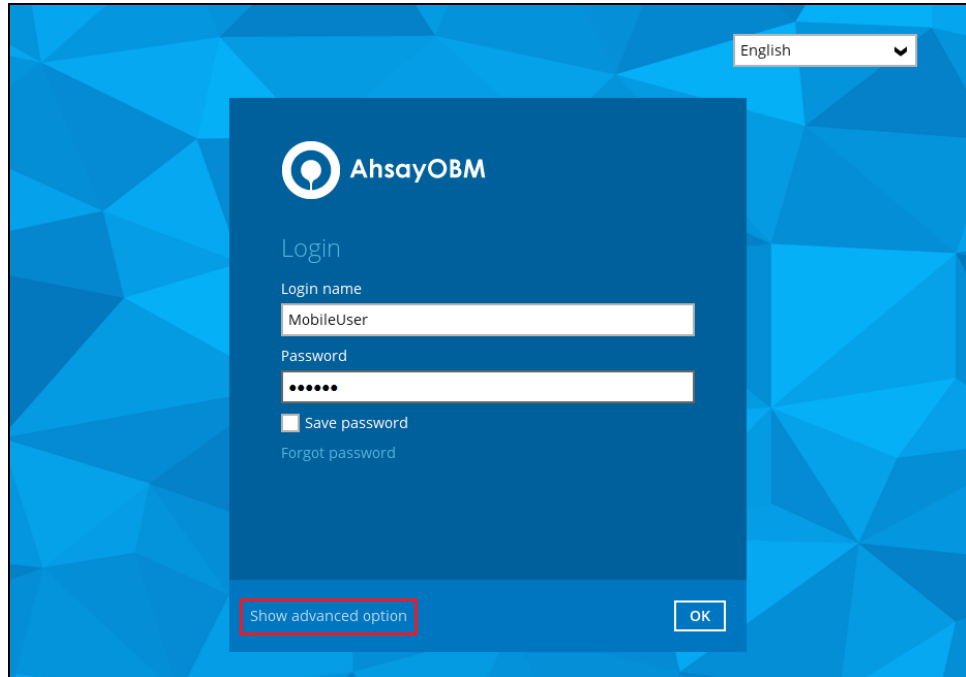 English
AhsayOBM
Login
Login name
MobileUser
Password
••••••
Save password
Forgot password
Show advanced option
OK